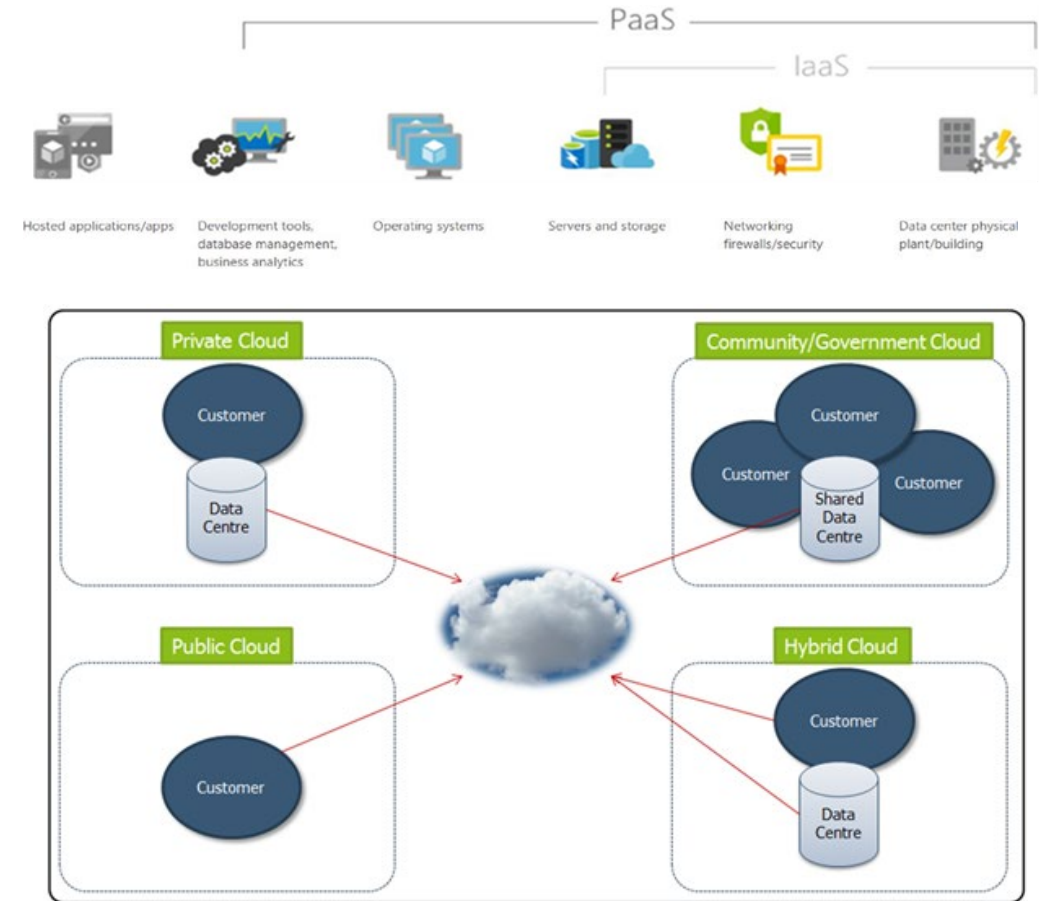 PaaS
IaaS
Hosted applications/apps
Development tools,
database management,
business analytics
Operating systems
Servers and storage
Networking
firewalls/security
Data center physical
plant/building
Private Cloud
Customer
Data
Centre
Community/Government Cloud
Customer
Customer
Customer
Shared
Data
Centre
Public Cloud
Customer
Hybrid Cloud
Customer
Data
Centre